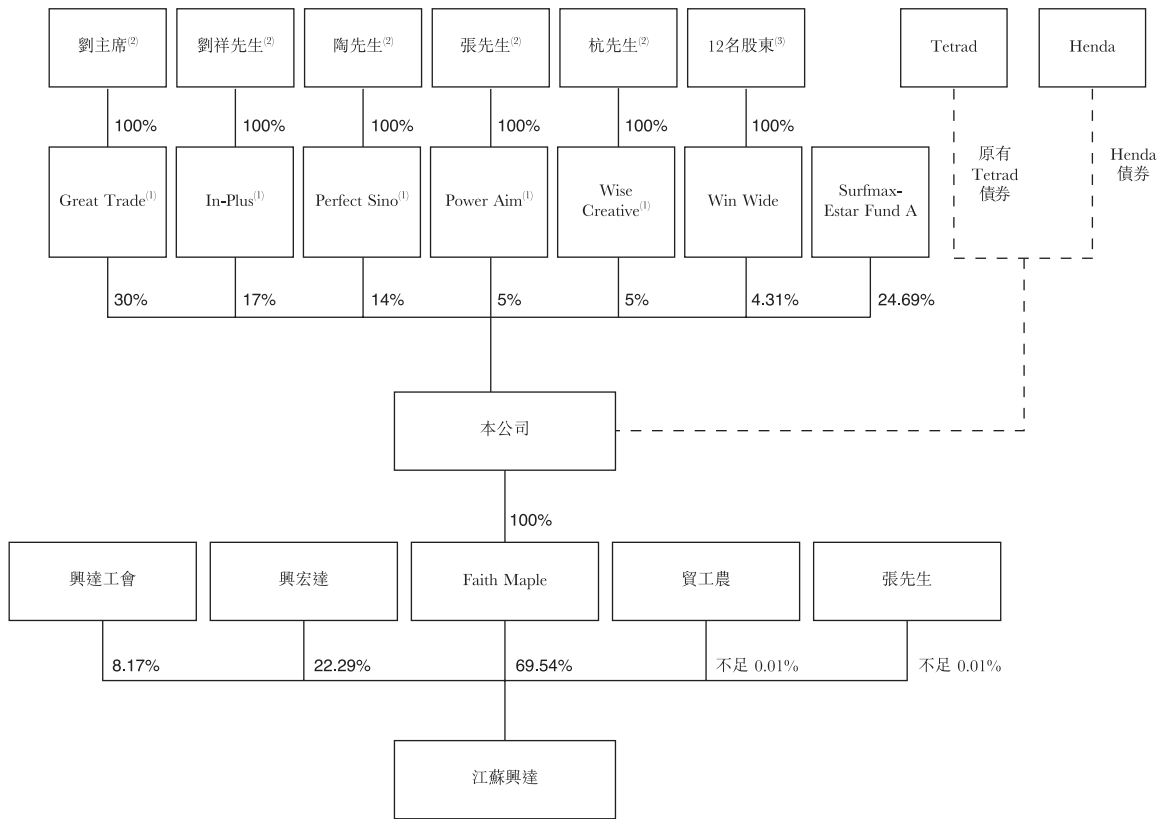 劉主席(2)
劉祥先生(2)
陶先生(2)
張先生(2)
杭先生(2)
12名股東(3)
Tetrad
Henda
100%
100%
100%
100%
100%
100%
原有
Tetrad
債券
Henda
債券
Great Trade(1)
In-Plus(1)
Perfect Sino(1)
Power Aim(1)
Wise
Creative(1)
Win Wide
Surfmax-
Estar Fund A
30%
17%
14%
5%
5%
4.31%
24.69%
本公司
100%
興達工會
興宏達
Faith Maple
貿工農
張先生
8.17%
22.29%
69.54%
不足 0.01%
不足 0.01%
江蘇興達